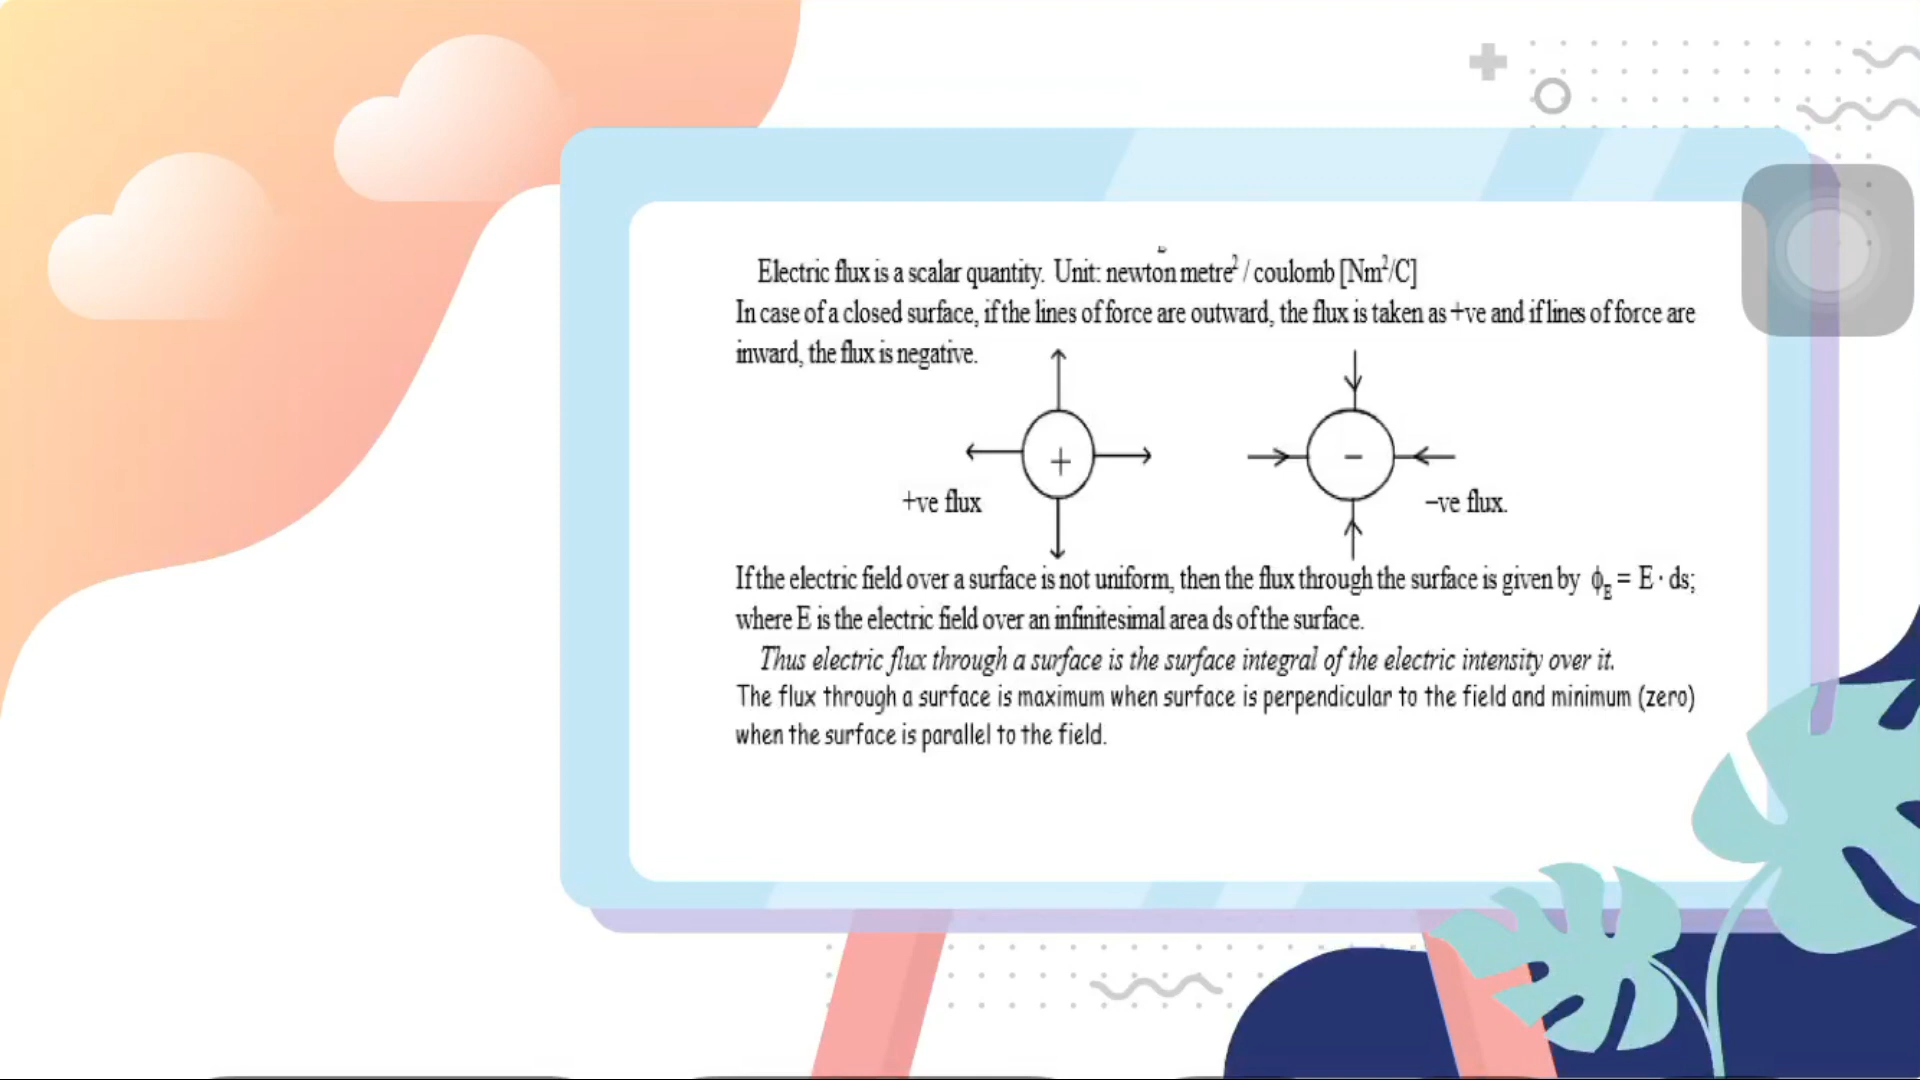 Electric flux is a scalar quantity. Unit: newton metre² / coulomb [Nm²/C]
In case of a closed surface, if the lines of force are outward, the flux is taken as +ve and if lines of force are
inward, the flux is negative.
+
−
+ve flux
−ve flux.
If the electric field over a surface is not uniform, then the flux through the surface is given by ϕ_E = E · ds;
where E is the electric field over an infinitesimal area ds of the surface.
Thus electric flux through a surface is the surface integral of the electric intensity over it.
The flux through a surface is maximum when surface is perpendicular to the field and minimum (zero)
when the surface is parallel to the field.